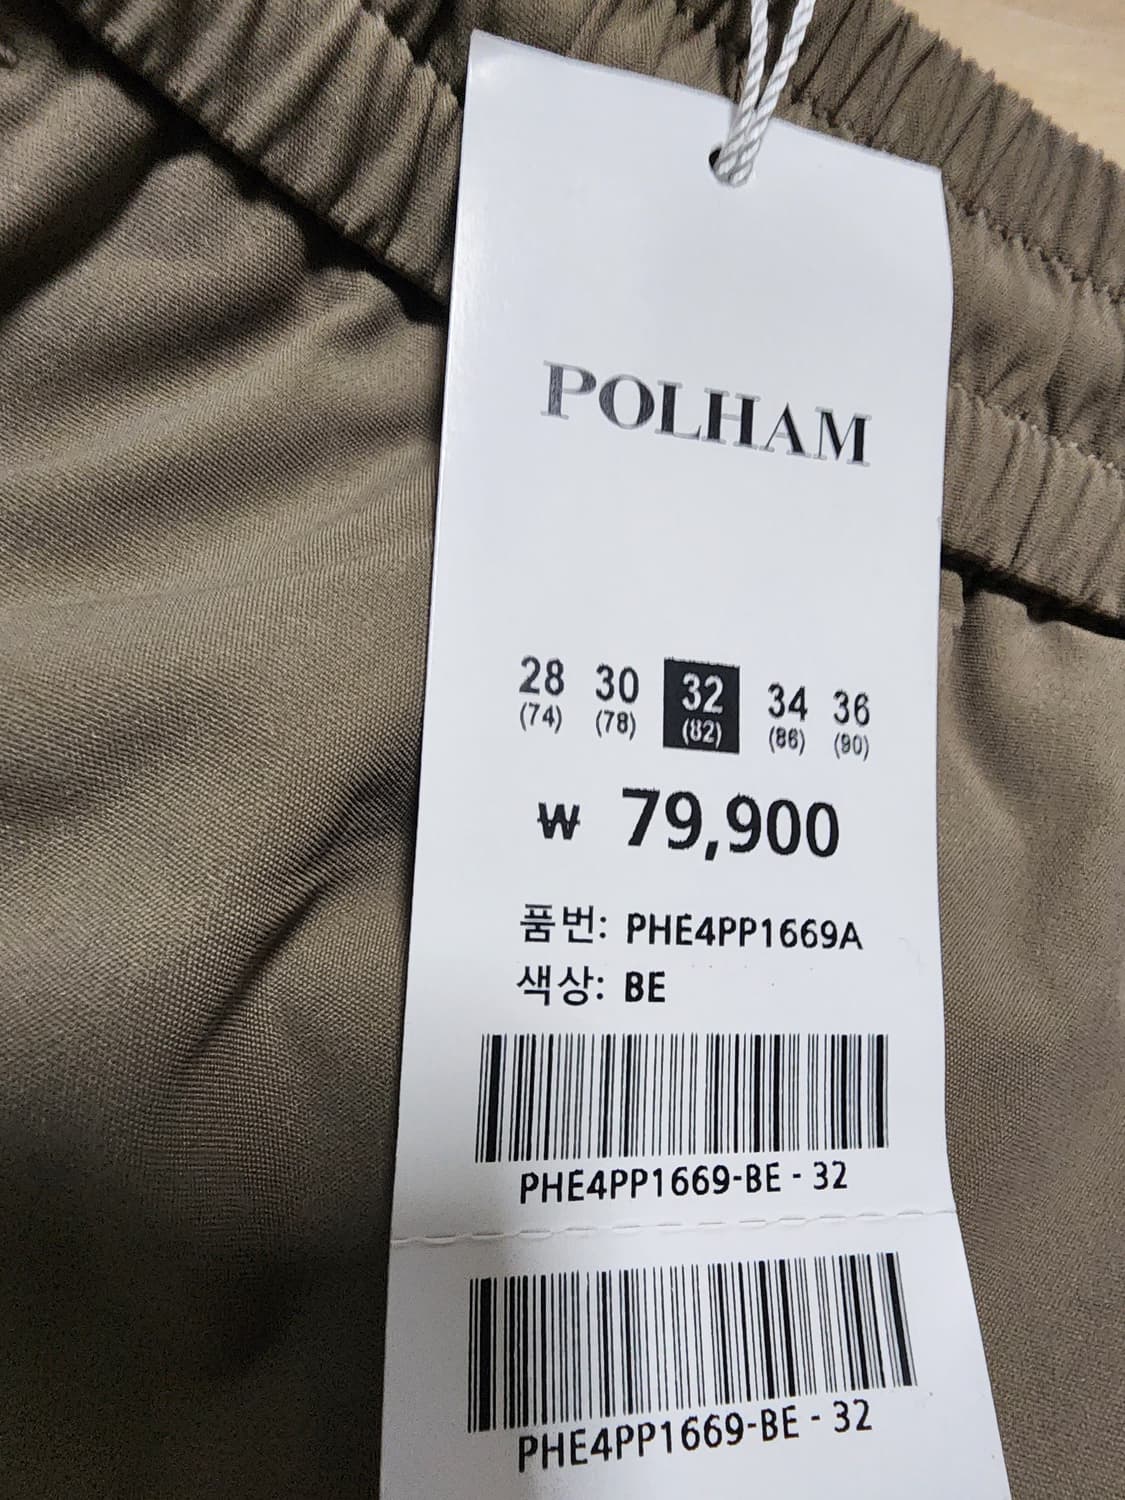 POLHAM
28 30 32 34 36
(74) (78) (82) (86) (90)
₩ 79,900
품번: PHE4PP1669A
색상: BE
PHE4PP1669-BE - 32
PHE4PP1669-BE - 32